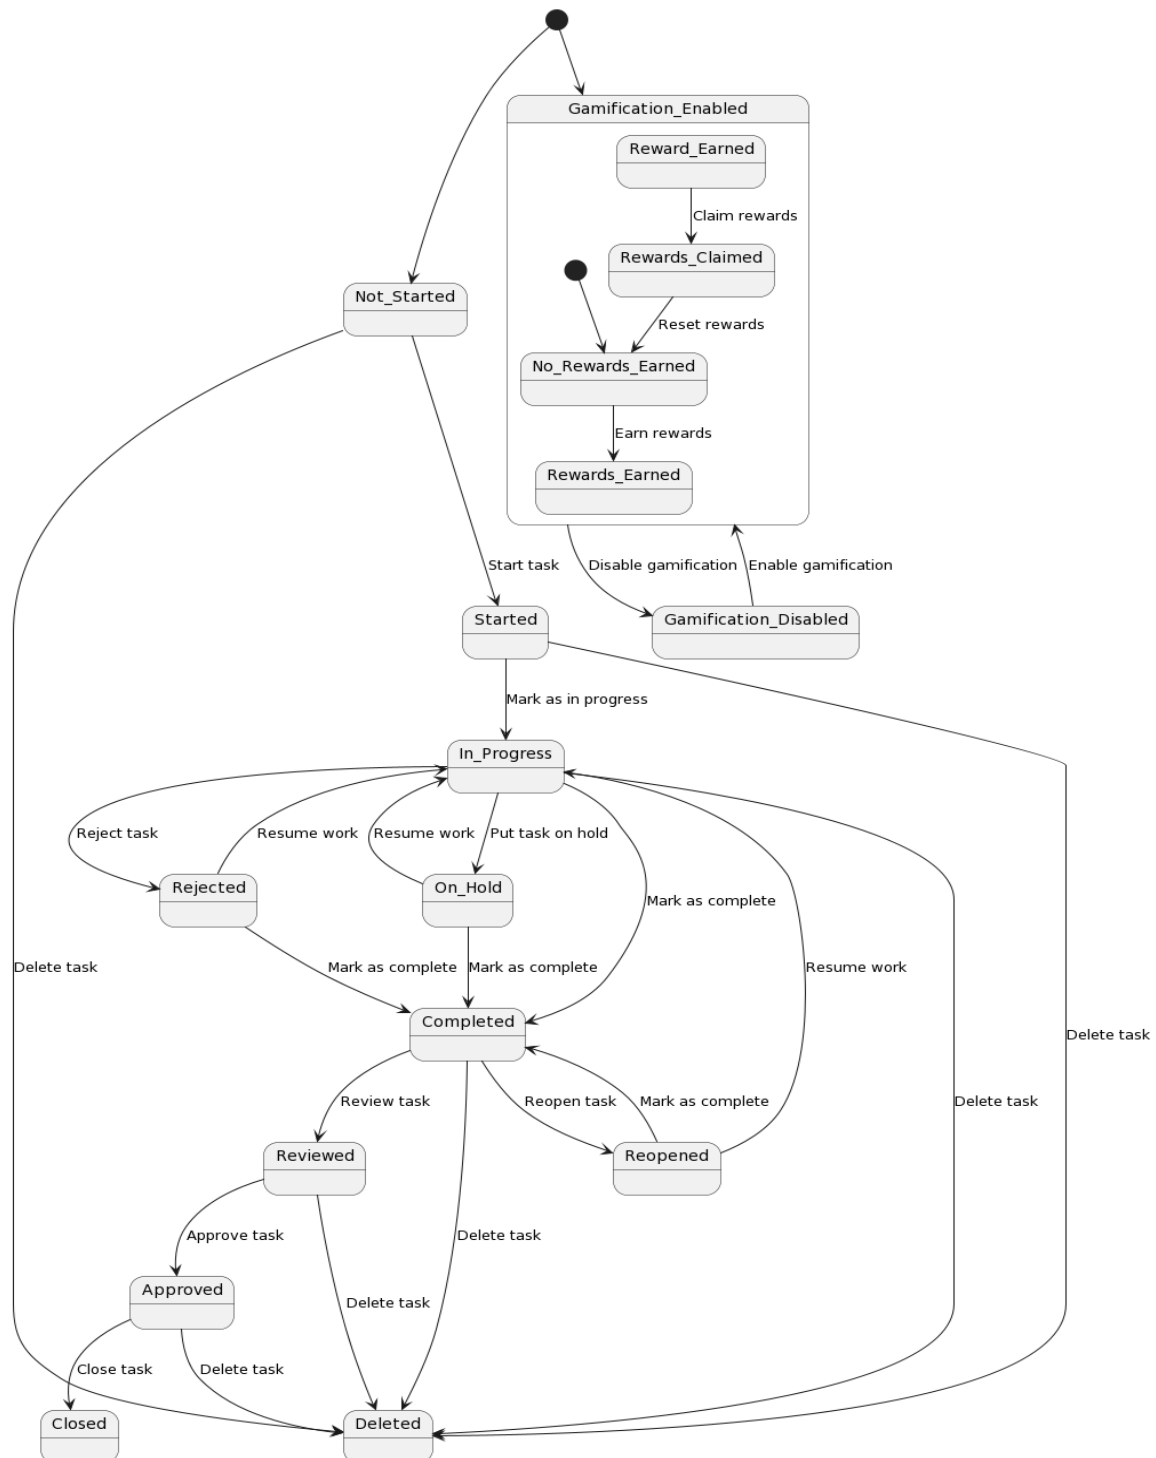 Gamification_Enabled
Reward_Earned
Claim rewards
Rewards_Claimed
Not_Started
Reset rewards
No_Rewards_Earned
Earn rewards
Rewards_Earned
Start task
Disable gamification
Enable gamification
Started
Gamification_Disabled
Mark as in progress
In_Progress
Reject task
Resume work
Resume work
Put task on hold
Rejected
On_Hold
Mark as complete
Delete task
Mark as complete
Mark as complete
Resume work
Completed
Delete task
Review task
Reopen task
Mark as complete
Delete task
Reviewed
Reopened
Approve task
Delete task
Approved
Delete task
Close task
Delete task
Closed
Deleted